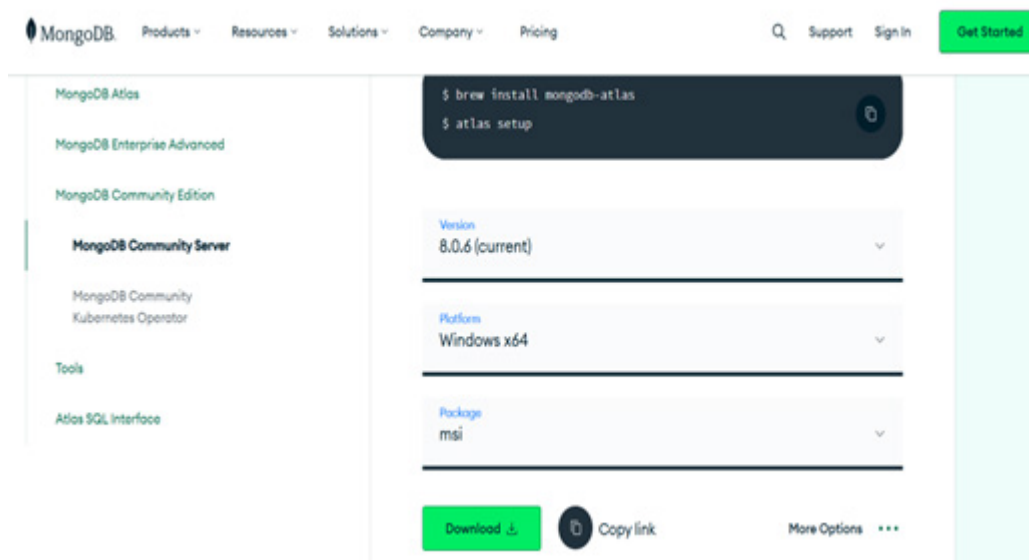 MongoDB. Products Resources Solutions Company Pricing Support Sign In Get Started
MongoDB Atlas
MongoDB Enterprise Advanced
MongoDB Community Edition
MongoDB Community Server
MongoDB Community
Kubernetes Operator
Tools
Atlas SQL Interface
$ brew install mongodb-atlas
$ atlas setup
Version
8.0.6 (current)
Platform
Windows x64
Package
msi
Download Copy link More Options